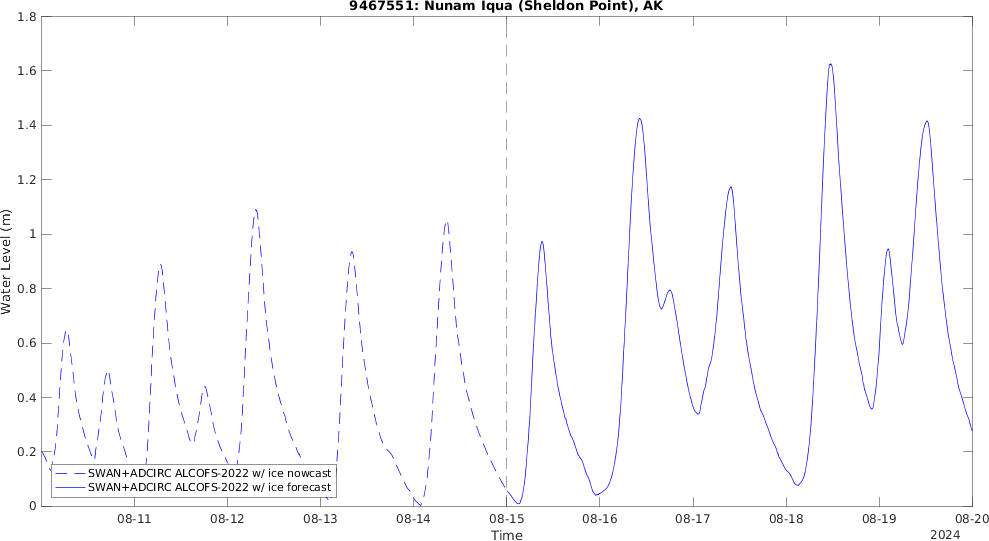 9467551: Nunam Iqua (Sheldon Point), AK
1.8
1.6
1.4
1.2
1
0.8
0.6
0.4
0.2
0
Water Level (m)
SWAN+ADCIRC ALCOFS-2022 w/ ice nowcast
SWAN+ADCIRC ALCOFS-2022 w/ ice forecast
08-11 08-12 08-13 08-14 08-15 08-16 08-17 08-18 08-19 08-20
Time
2024